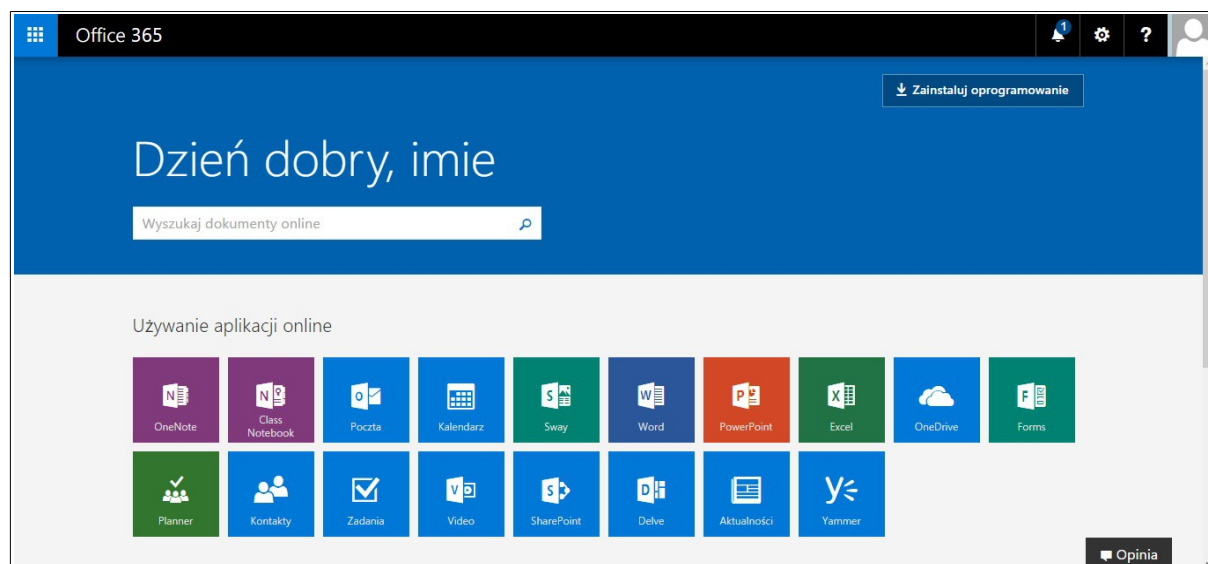 Office 365
1
?
Zainstaluj oprogramowanie
Dzień dobry, imie
Wyszukaj dokumenty online
Używanie aplikacji online
OneNote
Class
Notebook
Poczta
Kalendarz
Sway
Word
PowerPoint
Excel
OneDrive
Forms
Planner
Kontakty
Zadania
Video
SharePoint
Delve
Aktualności
Yammer
Opinia